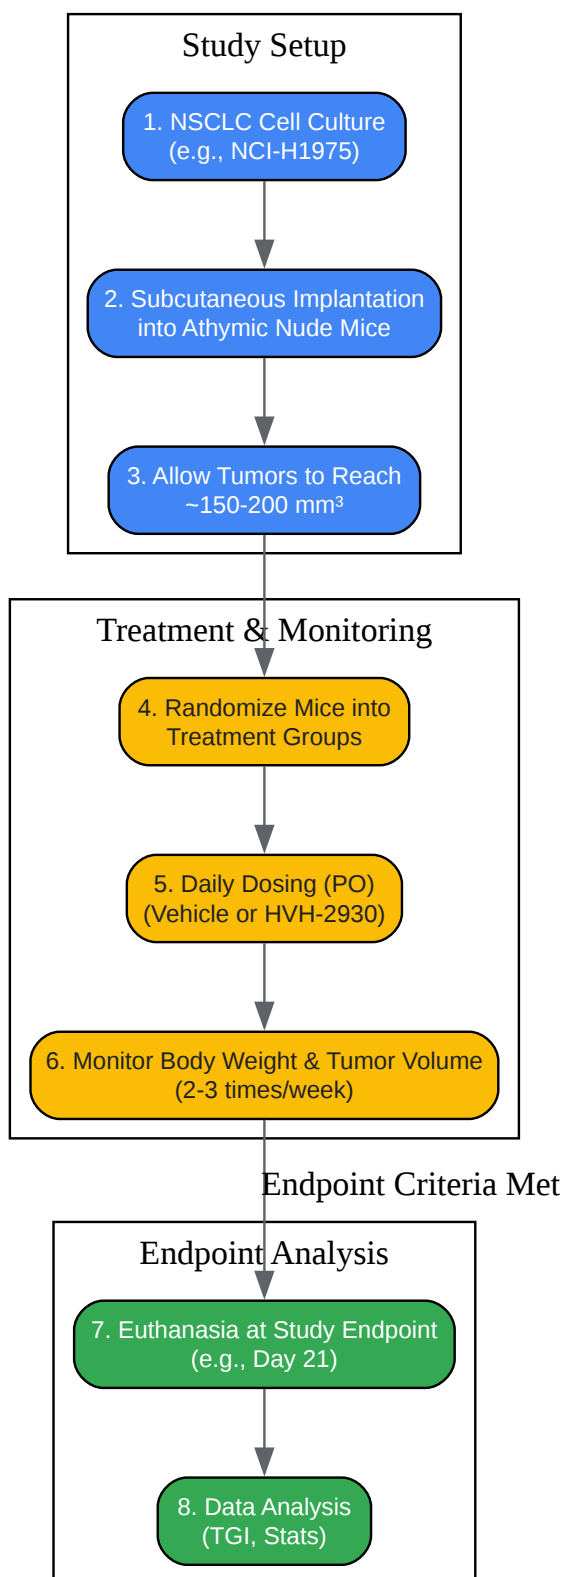 Study Setup
1. NSCLC Cell Culture
(e.g., NCI-H1975)
2. Subcutaneous Implantation
into Athymic Nude Mice
3. Allow Tumors to Reach
~150-200 mm³
Treatment & Monitoring
4. Randomize Mice into
Treatment Groups
5. Daily Dosing (PO)
(Vehicle or HVH-2930)
6. Monitor Body Weight & Tumor Volume
(2-3 times/week)
Endpoint Criteria Met
Endpoint Analysis
7. Euthanasia at Study Endpoint
(e.g., Day 21)
8. Data Analysis
(TGI, Stats)